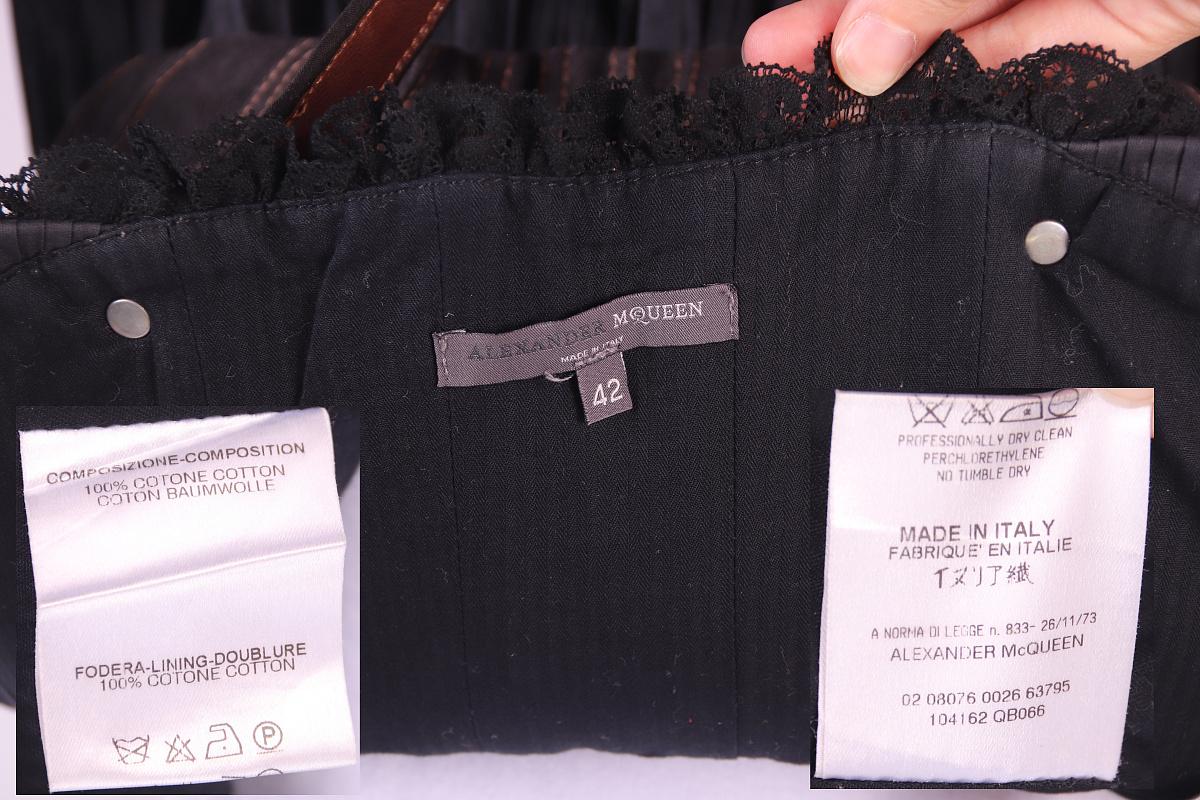 ALEXANDER MCQUEEN
MADE IN ITALY
42
COMPOSIZIONE-COMPOSITION
100% COTONE COTTON
COTON BAUMWOLLE
FODERA-LINING-DOUBLURE
100% COTONE COTTON
P
PROFESSIONALLY DRY CLEAN
PERCHLORETHYLENE
NO TUMBLE DRY
MADE IN ITALY
FABRIQUE' EN ITALIE
イタリア織
A NORMA DI LEGGE n. 833- 26/11/73
ALEXANDER McQUEEN
02 08076 0026 63795
104162 QB066